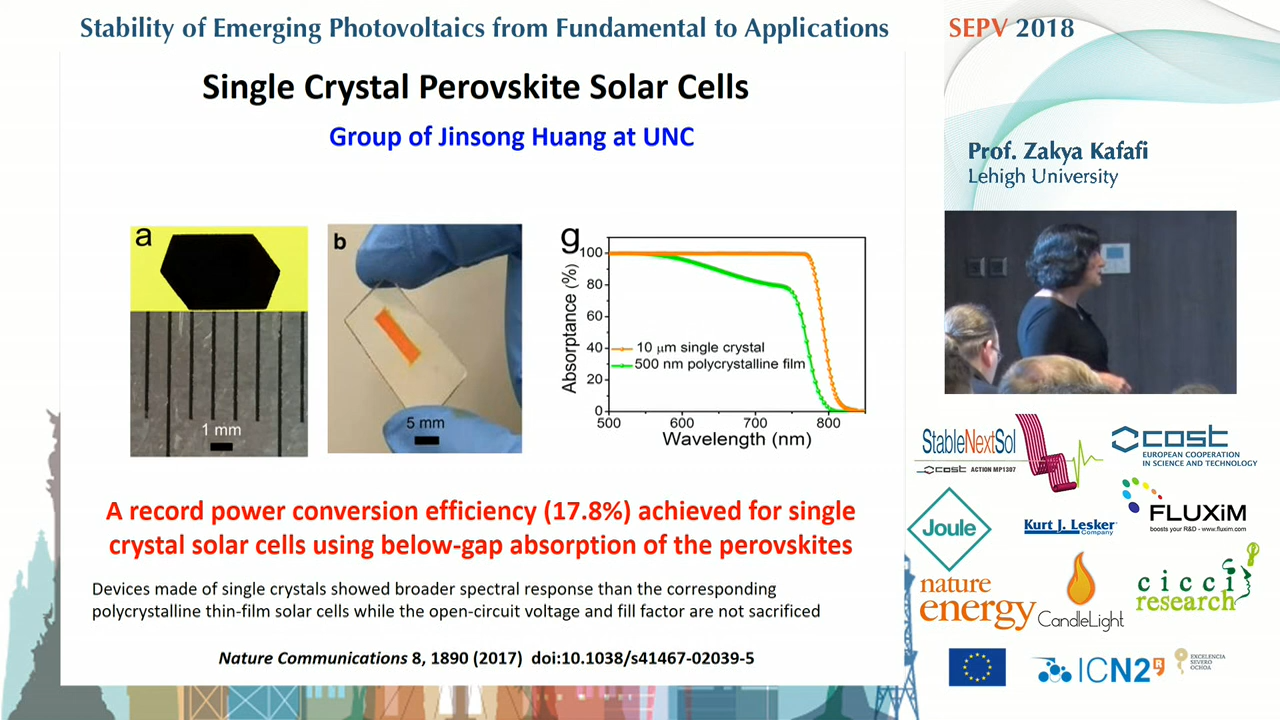 Stability of Emerging Photovoltaics from Fundamental to Applications
SEPV 2018
Single Crystal Perovskite Solar Cells
Group of Jinsong Huang at UNC
Prof. Zakya Kafafi
Lehigh University
a
1 mm
b
5 mm
g
Absorptance (%)
100
80
60
40
20
0
10 μm single crystal
500 nm polycrystalline film
500 600 700 800
Wavelength (nm)
A record power conversion efficiency (17.8%) achieved for single
crystal solar cells using below-gap absorption of the perovskites
Devices made of single crystals showed broader spectral response than the corresponding
polycrystalline thin-film solar cells while the open-circuit voltage and fill factor are not sacrificed
Nature Communications 8, 1890 (2017) doi:10.1038/s41467-02039-5
StableNextSol
cost ACTION MP1307
cost
EUROPEAN COOPERATION
IN SCIENCE AND TECHNOLOGY
Joule
Kurt J. Lesker
Company
FLUXiM
boosts your R&D - www.fluxim.com
nature
energy
CandleLight
cicci
research
ICN2
EXCELENCIA
SEVERO
OCHOA